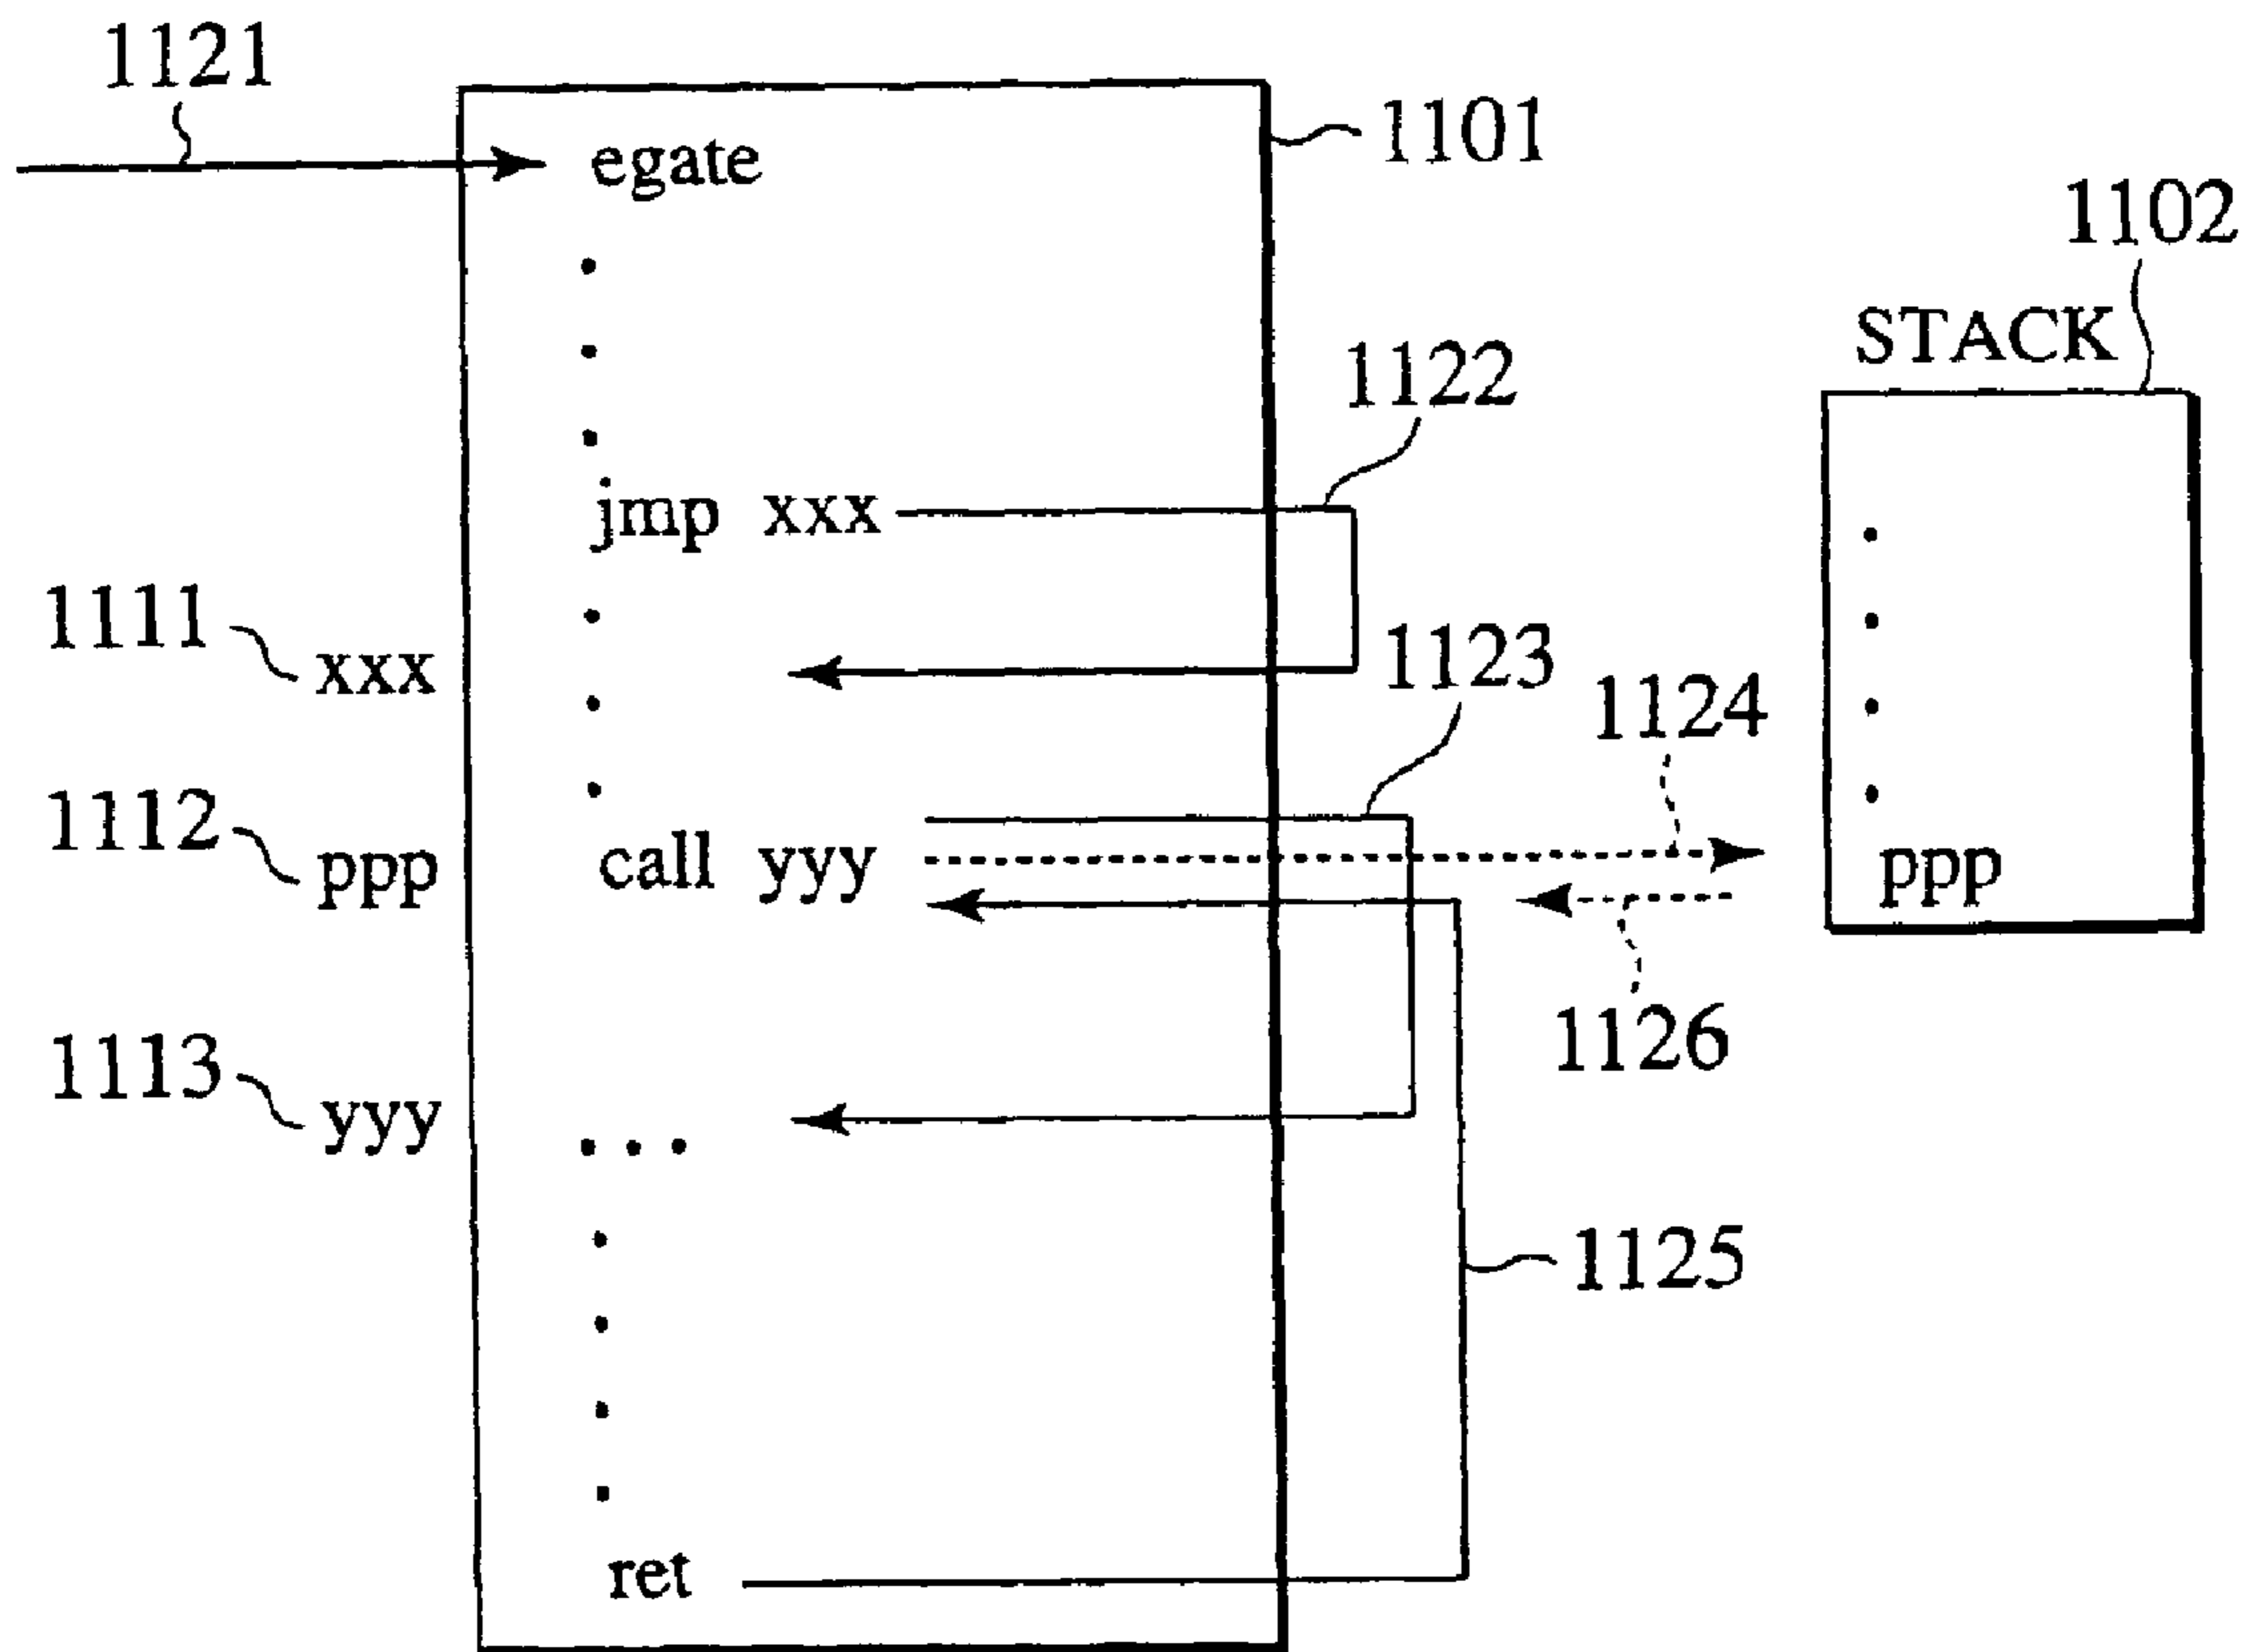 1121
1101
egate
1102
STACK
1122
jmp xxx
1111
xxx
1123
1124
1112
ppp
call yyy
ppp
1126
1113
yyy
1125
ret